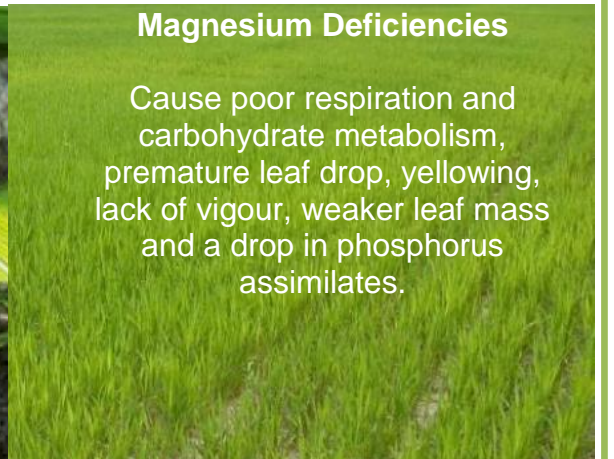 Magnesium Deficiencies
Cause poor respiration and
carbohydrate metabolism,
premature leaf drop, yellowing,
lack of vigour, weaker leaf mass
and a drop in phosphorus
assimilates.